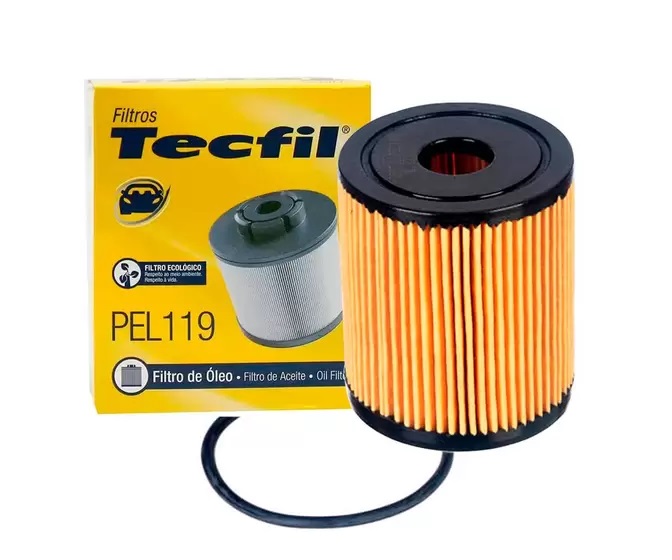 Filtros
Tecfil®
FILTRO ECOLÓGICO
Respeito ao meio ambiente.
Respeito à vida.
PEL119
Filtro de Óleo • Filtro de Aceite • Oil Filt